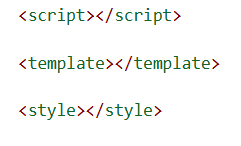 <script></script>
<template></template>
<style></style>